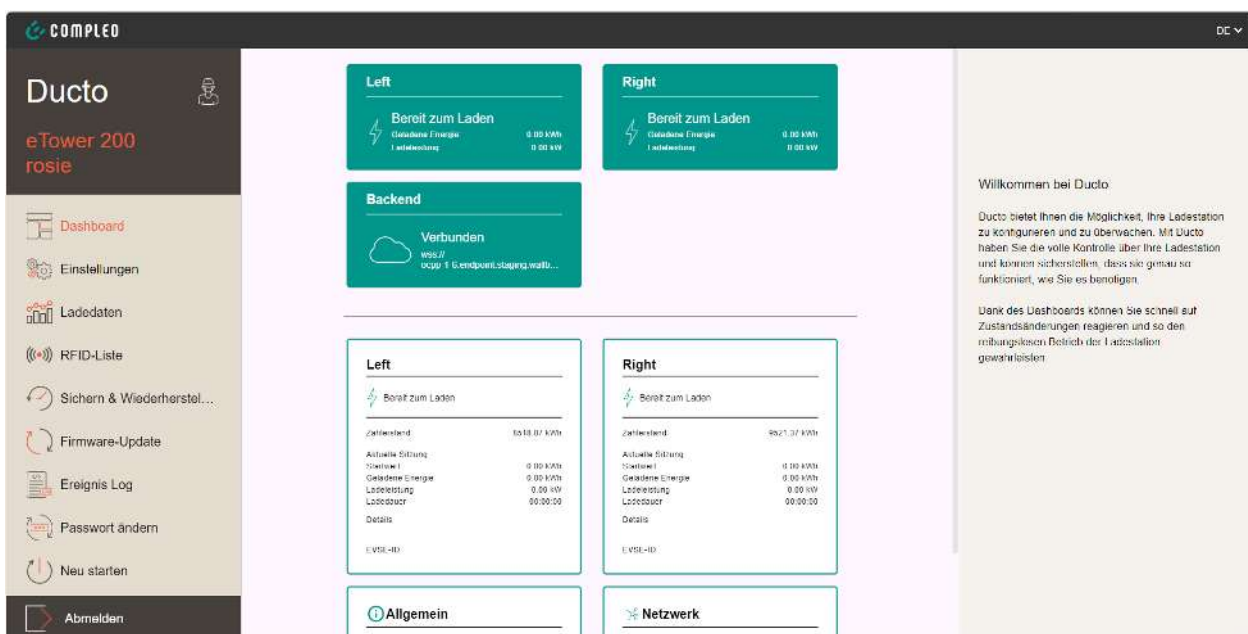 COMPLEO
DE
Ducto
eTower 200
rosie
Dashboard
Einstellungen
Ladedaten
RFID-Liste
Sichern & Wiederherstel...
Firmware-Update
Ereignis Log
Passwort ändern
Neu starten
Abmelden
Left
Bereit zum Laden
Geladene Energie 0.00 kWh
Ladeleistung 0.00 kW
Right
Bereit zum Laden
Geladene Energie 0.00 kWh
Ladeleistung 0.00 kW
Backend
Verbunden
wss://
ocpp-1-6.endpoint.staging.wallb...
Left
Bereit zum Laden
Zählerstand
Aktuelle Sitzung
Startwert 0.00 kWh
Geladene Energie 0.00 kWh
Ladeleistung 0.00 kW
Ladedauer 00:00:00
Details
EVSE-ID
Right
Bereit zum Laden
Zählerstand 9521.37 kWh
Aktuelle Sitzung
Startwert 0.00 kWh
Geladene Energie 0.00 kWh
Ladeleistung 0.00 kW
Ladedauer 00:00:00
Details
EVSE-ID
Allgemein
Netzwerk
Willkommen bei Ducto
Ducto bietet Ihnen die Möglichkeit, Ihre Ladestation
zu konfigurieren und zu überwachen. Mit Ducto
haben Sie die volle Kontrolle über Ihre Ladestation
und können sicherstellen, dass sie genau so
funktioniert, wie Sie es benötigen.
Dank des Dashboards können Sie schnell auf
Zustandsänderungen reagieren und so den
reibungslosen Betrieb der Ladestation
gewährleisten.